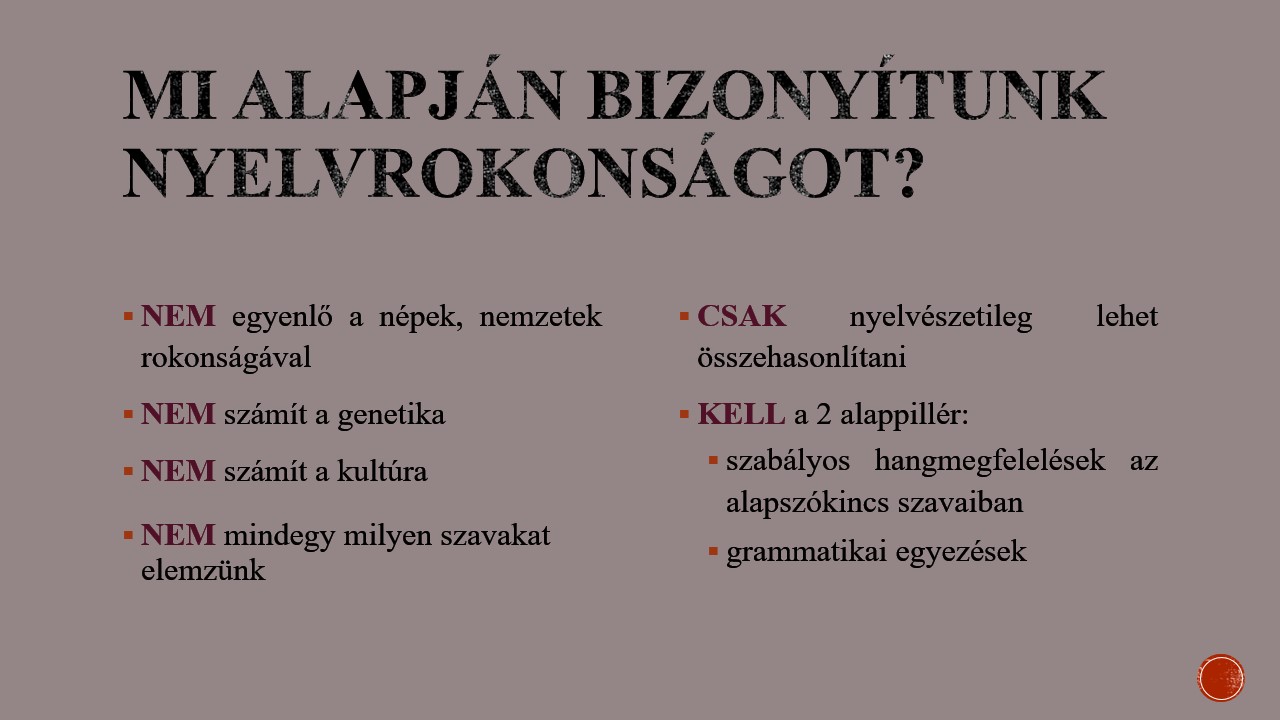 MI ALAPJÁN BIZONYÍTUNK
NYELVROKONSÁGOT?
▪ NEM egyenlő a népek, nemzetek
rokonságával
▪ NEM számít a genetika
▪ NEM számít a kultúra
▪ NEM mindegy milyen szavakat
elemzünk
▪ CSAK nyelvészetileg lehet
összehasonlítani
▪ KELL a 2 alappillér:
▪ szabályos hangmegfelelések az
alapszókincs szavaiban
▪ grammatikai egyezések